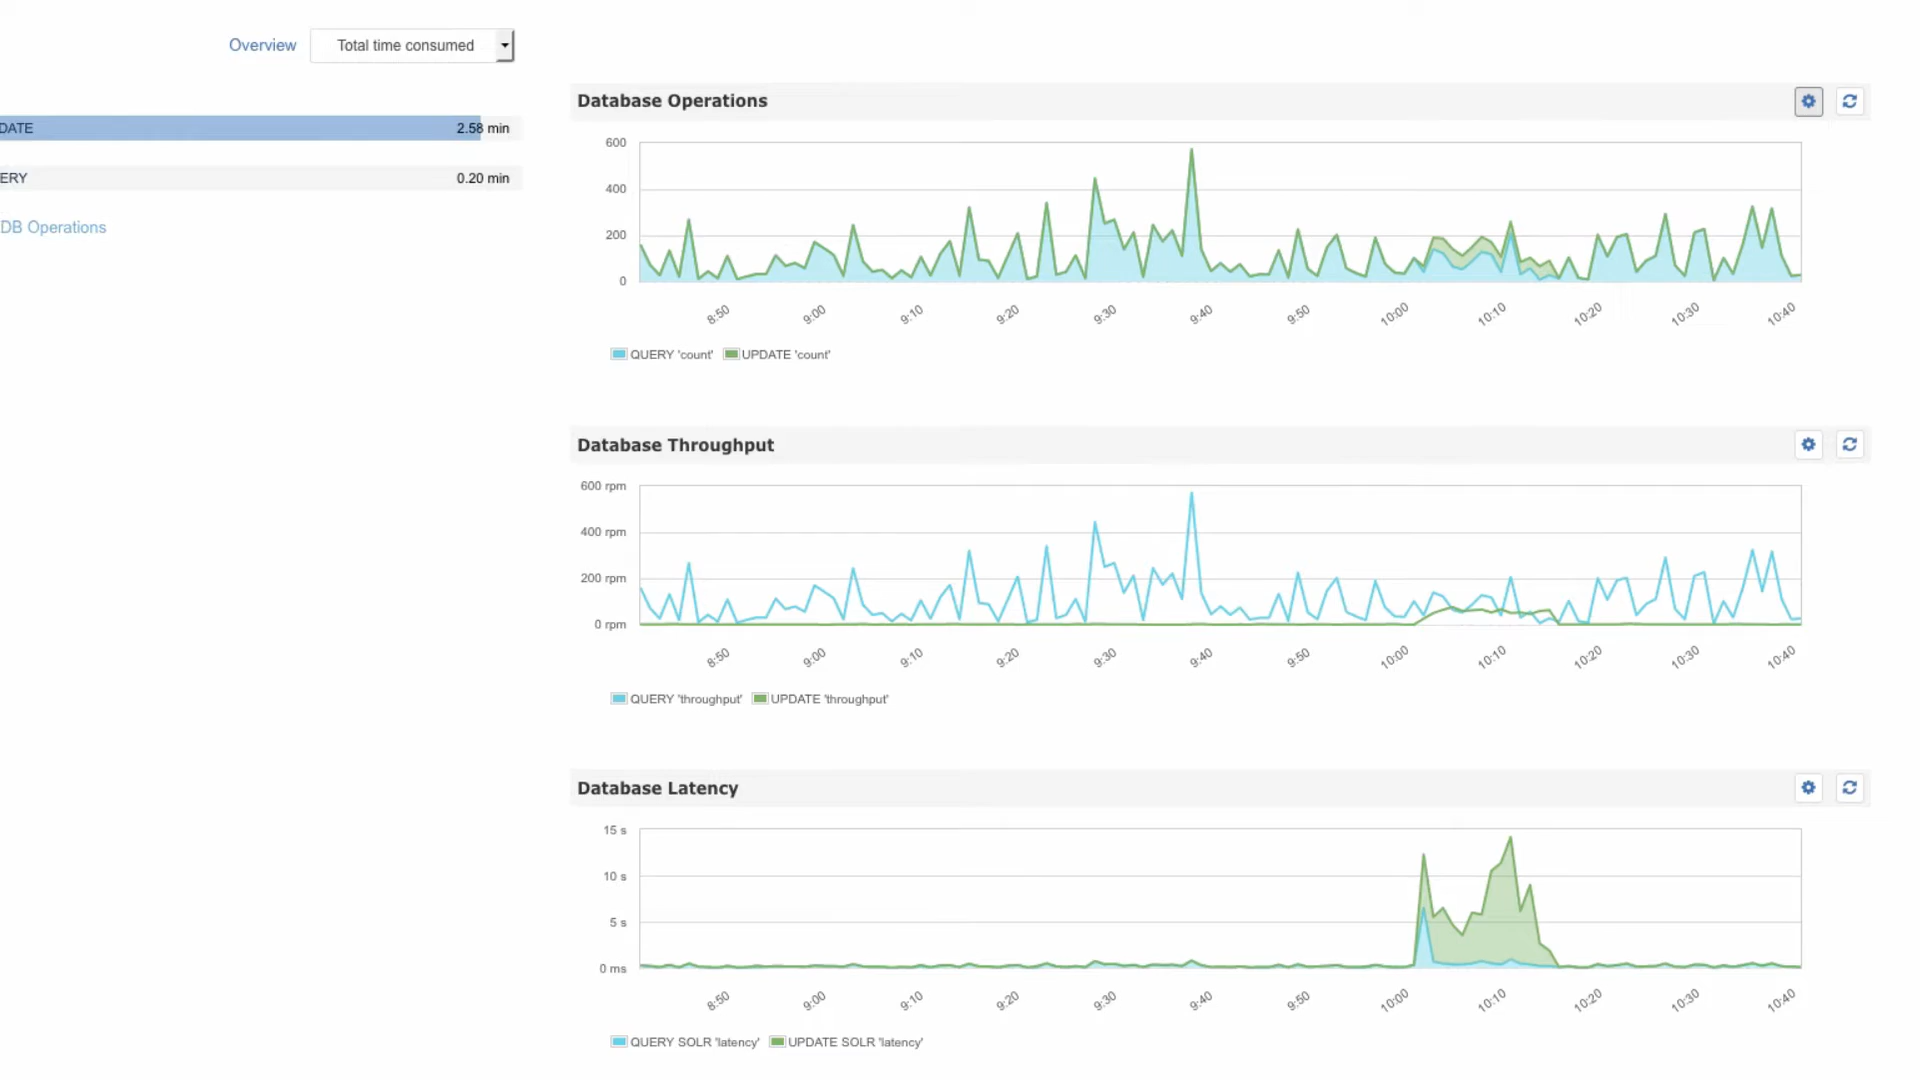 Overview Total time consumed
DATE 2.58 min
ERY 0.20 min
DB Operations
Database Operations
600
400
200
0
8:50 9:00 9:10 9:20 9:30 9:40 9:50 10:00 10:10 10:20 10:30 10:40
QUERY 'count' UPDATE 'count'
Database Throughput
600 rpm
400 rpm
200 rpm
0 rpm
8:50 9:00 9:10 9:20 9:30 9:40 9:50 10:00 10:10 10:20 10:30 10:40
QUERY 'throughput' UPDATE 'throughput'
Database Latency
15 s
10 s
5 s
0 ms
8:50 9:00 9:10 9:20 9:30 9:40 9:50 10:00 10:10 10:20 10:30 10:40
QUERY SOLR 'latency' UPDATE SOLR 'latency'